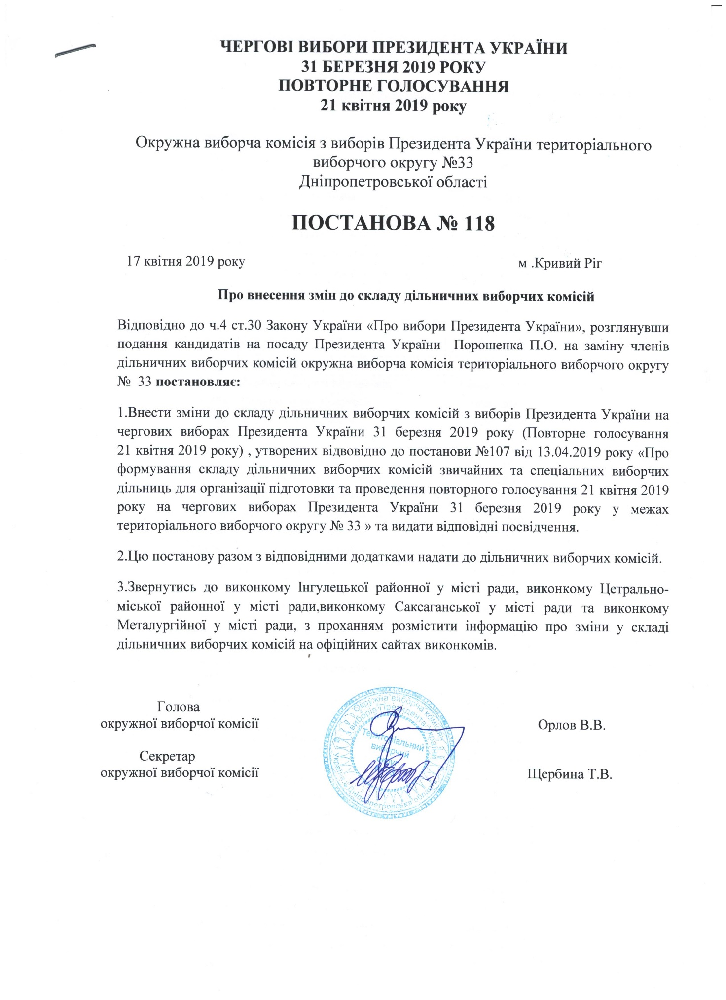 ЧЕРГОВІ ВИБОРИ ПРЕЗИДЕНТА УКРАЇНИ
31 БЕРЕЗНЯ 2019 РОКУ
ПОВТОРНЕ ГОЛОСУВАННЯ
21 квітня 2019 року
Окружна виборча комісія з виборів Президента України територіального
виборчого округу №33
Дніпропетровської області
ПОСТАНОВА № 118
17 квітня 2019 року м .Кривий Ріг
Про внесення змін до складу дільничних виборчих комісій
Відповідно до ч.4 ст.30 Закону України «Про вибори Президента України», розглянувши
подання кандидатів на посаду Президента України Порошенка П.О. на заміну членів
дільничних виборчих комісій окружна виборча комісія територіального виборчого округу
№ 33 постановляє:
1.Внести зміни до складу дільничних виборчих комісій з виборів Президента України на
чергових виборах Президента України 31 березня 2019 року (Повторне голосування
21 квітня 2019 року) , утворених відвовідно до постанови №107 від 13.04.2019 року «Про
формування складу дільничних виборчих комісій звичайних та спеціальних виборчих
дільниць для організації підготовки та проведення повторного голосування 21 квітня 2019
року на чергових виборах Президента України 31 березня 2019 року у межах
територіального виборчого округу № 33 » та видати відповідні посвідчення.
2.Цю постанову разом з відповідними додатками надати до дільничних виборчих комісій.
3.Звернутись до виконкому Інгулецької районної у місті ради, виконкому Цетрально-
міської районної у місті ради,виконкому Саксаганської у місті ради та виконкому
Металургійної у місті ради, з проханням розмістити інформацію про зміни у складі
дільничних виборчих комісій на офіційних сайтах виконкомів.
Голова
окружної виборчої комісії Орлов В.В.
Секретар
окружної виборчої комісії Щербина Т.В.
Окружна виборча комісія
з виборів Президента України
Територіальний
виборчий
Україна * Дніпропетровська область